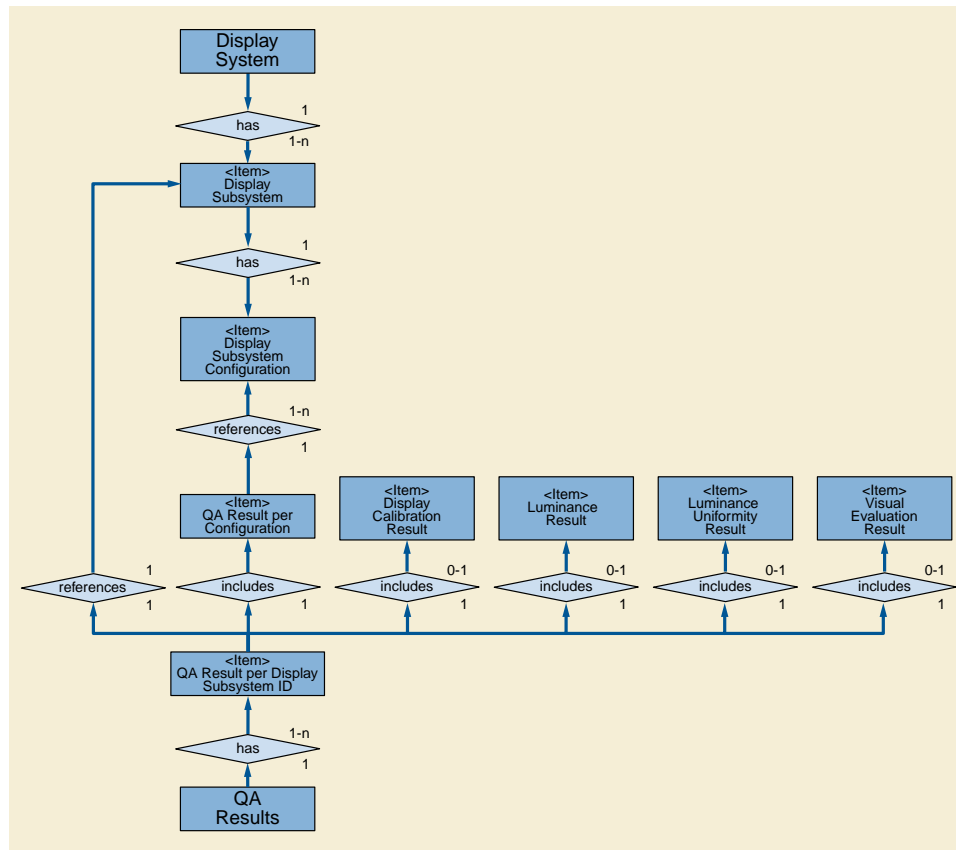 Display
System
1
has
1-n
<Item>
Display
Subsystem
1
has
1-n
<Item>
Display
Subsystem
Configuration
1-n
references
1
<Item>
QA Result per
Configuration
<Item>
Display
Calibration
Result
<Item>
Luminance
Result
<Item>
Luminance
Uniformity
Result
<Item>
Visual
Evaluation
Result
1
references
1
1
includes
1
0-1
includes
1
0-1
includes
1
0-1
includes
1
0-1
includes
1
<Item>
QA Result per Display
Subsystem ID
1-n
has
1
QA
Results